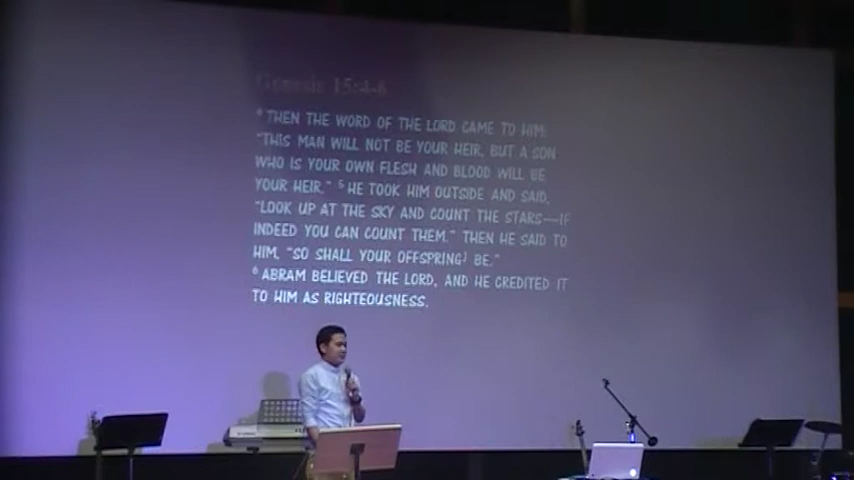 Genesis 15:4-6
4 THEN THE WORD OF THE LORD CAME TO HIM:
"THIS MAN WILL NOT BE YOUR HEIR, BUT A SON
WHO IS YOUR OWN FLESH AND BLOOD WILL BE
YOUR HEIR." 5 HE TOOK HIM OUTSIDE AND SAID,
"LOOK UP AT THE SKY AND COUNT THE STARS—IF
INDEED YOU CAN COUNT THEM." THEN HE SAID TO
HIM, "SO SHALL YOUR OFFSPRING] BE."
6 ABRAM BELIEVED THE LORD, AND HE CREDITED IT
TO HIM AS RIGHTEOUSNESS.